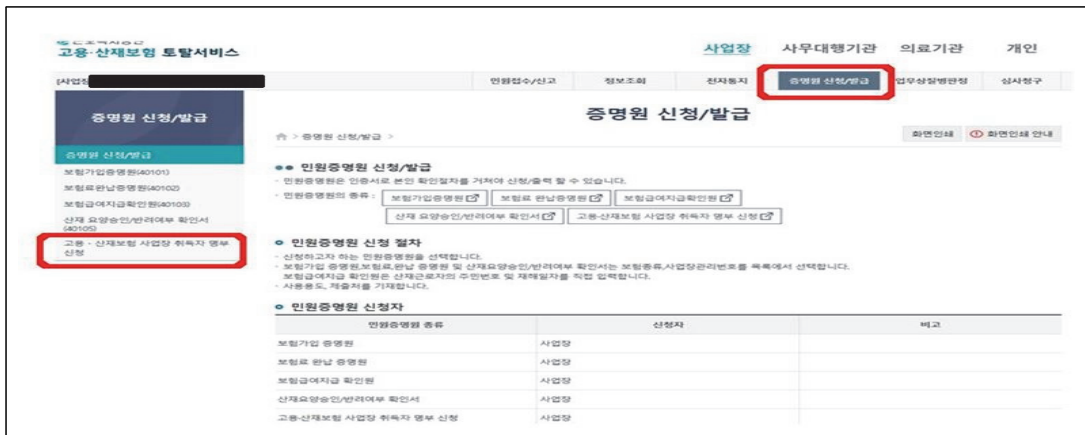 고용·산재보험 토탈서비스
사업장 사무대행기관 의료기관 개인
[사업장
민원접수/신고 정보조회 전자통지 증명원 신청/발급 업무상질병판정 심사청구
증명원 신청/발급
증명원 신청/발급
보험가입증명원(40101)
보험료완납증명원(40102)
보험급여지급확인원(40103)
산재 요양승인/반려여부 확인서
(40105)
고용 · 산재보험 사업장 취득자 명부
신청
증명원 신청/발급
> 증명원 신청/발급 >
화면인쇄 화면인쇄 안내
민원증명원 신청/발급
· 민원증명원은 인증서로 본인 확인절차를 거쳐야 신청/출력 할 수 있습니다.
· 민원증명원의 종류 : 보험가입증명원 보험료 완납증명원 보험급여지급확인원
산재 요양승인/반려여부 확인서 고용·산재보험 사업장 취득자 명부 신청
민원증명원 신청 절차
· 신청하고자 하는 민원증명원을 선택합니다.
· 보험가입 증명원,보험료,완납 증명원 및 산재요양승인/반려여부 확인서는 보험종류,사업장관리번호를 목록에서 선택합니다.
보험급여지급 확인원은 산재근로자의 주민번호 및 재해일자를 직접 입력합니다.
· 사용용도, 제출처를 기재합니다.
민원증명원 신청자
민원증명원 종류 신청자 비고
보험가입 증명원 사업장
보험료 완납 증명원 사업장
보험급여지급 확인원 사업장
산재요양승인/반려여부 확인서 사업장
고용·산재보험 사업장 취득자 명부 신청 사업장